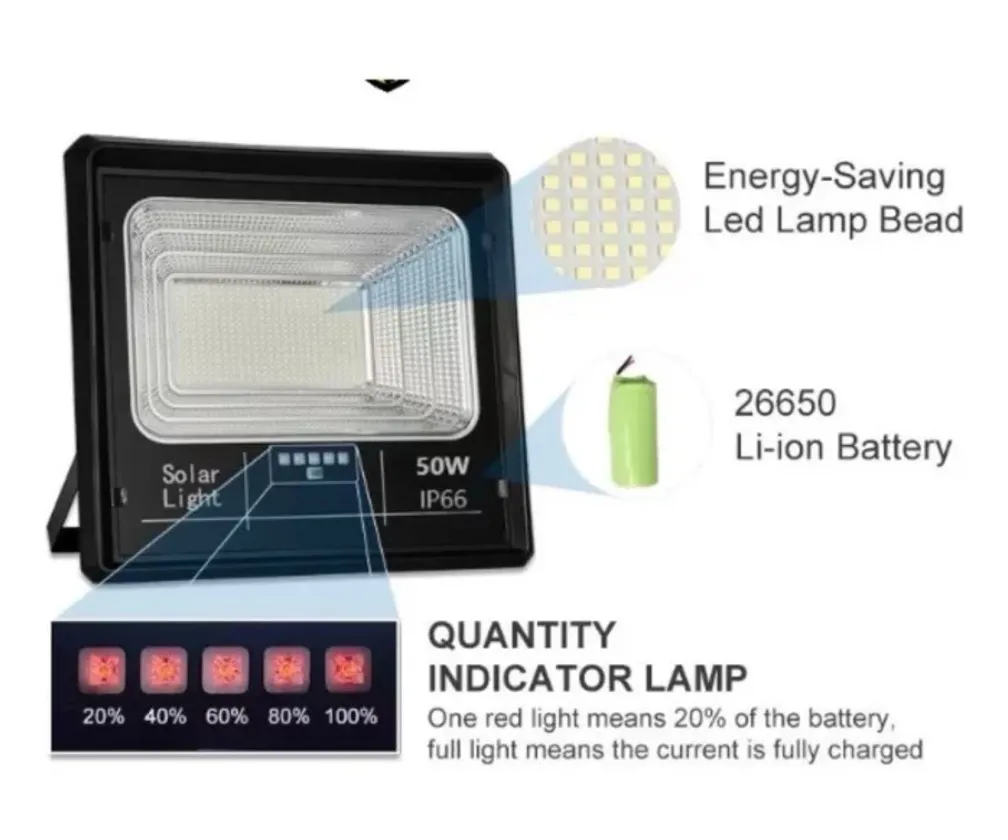 Energy-Saving
Led Lamp Bead
26650
Li-ion Battery
Solar
Light
50W
IP66
20% 40% 60% 80% 100%
QUANTITY
INDICATOR LAMP
One red light means 20% of the battery,
full light means the current is fully charged